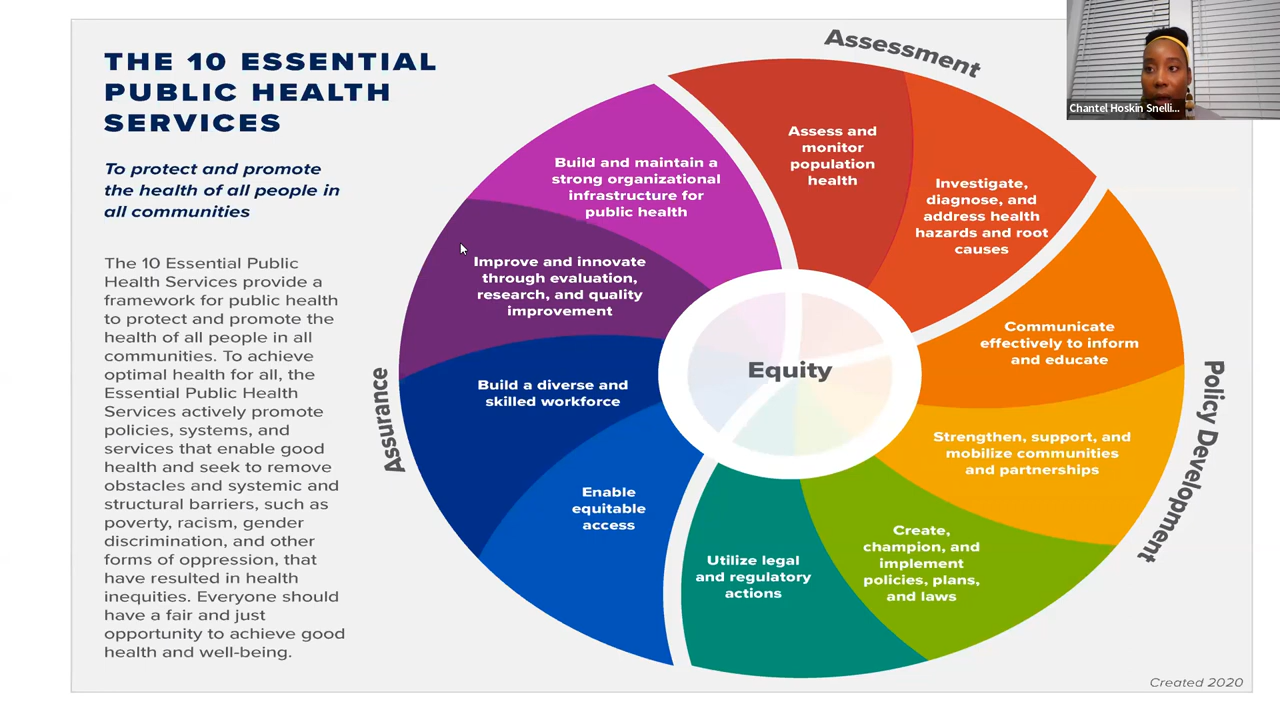 THE 10 ESSENTIAL
PUBLIC HEALTH
SERVICES
To protect and promote
the health of all people in
all communities
The 10 Essential Public
Health Services provide a
framework for public health
to protect and promote the
health of all people in all
communities. To achieve
optimal health for all, the
Essential Public Health
Services actively promote
policies, systems, and
services that enable good
health and seek to remove
obstacles and systemic and
structural barriers, such as
poverty, racism, gender
discrimination, and other
forms of oppression, that
have resulted in health
inequities. Everyone should
have a fair and just
opportunity to achieve good
health and well-being.
Assessment
Assess and
monitor
population
health
Investigate,
diagnose, and
address health
hazards and root
causes
Policy Development
Communicate
effectively to inform
and educate
Strengthen, support, and
mobilize communities
and partnerships
Create,
champion, and
implement
policies, plans,
and laws
Utilize legal
and regulatory
actions
Assurance
Enable
equitable
access
Build a diverse and
skilled workforce
Improve and innovate
through evaluation,
research, and quality
improvement
Build and maintain a
strong organizational
infrastructure for
public health
Equity
Created 2020
Chantel Hoskin Snelli...